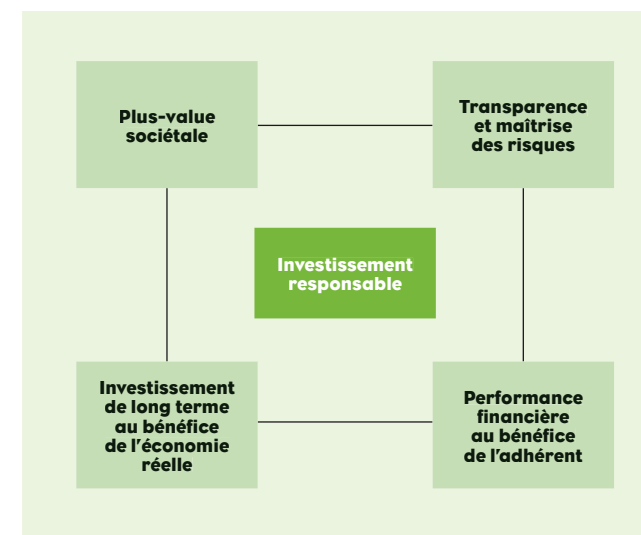 Plus-value
sociétale
Transparence
et maîtrise
des risques
Investissement
responsable
Investissement
de long terme
au bénéfice
de l'économie
réelle
Performance
financière
au bénéfice
de l'adhérent